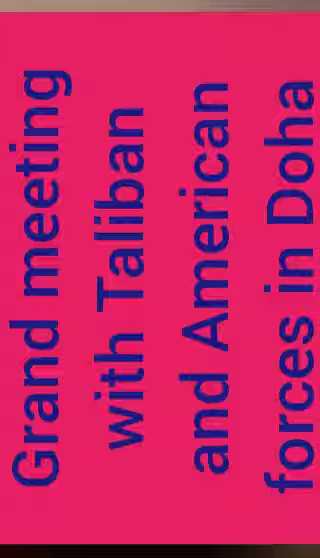 Grand meeting
with Taliban
and American
forces in Doha